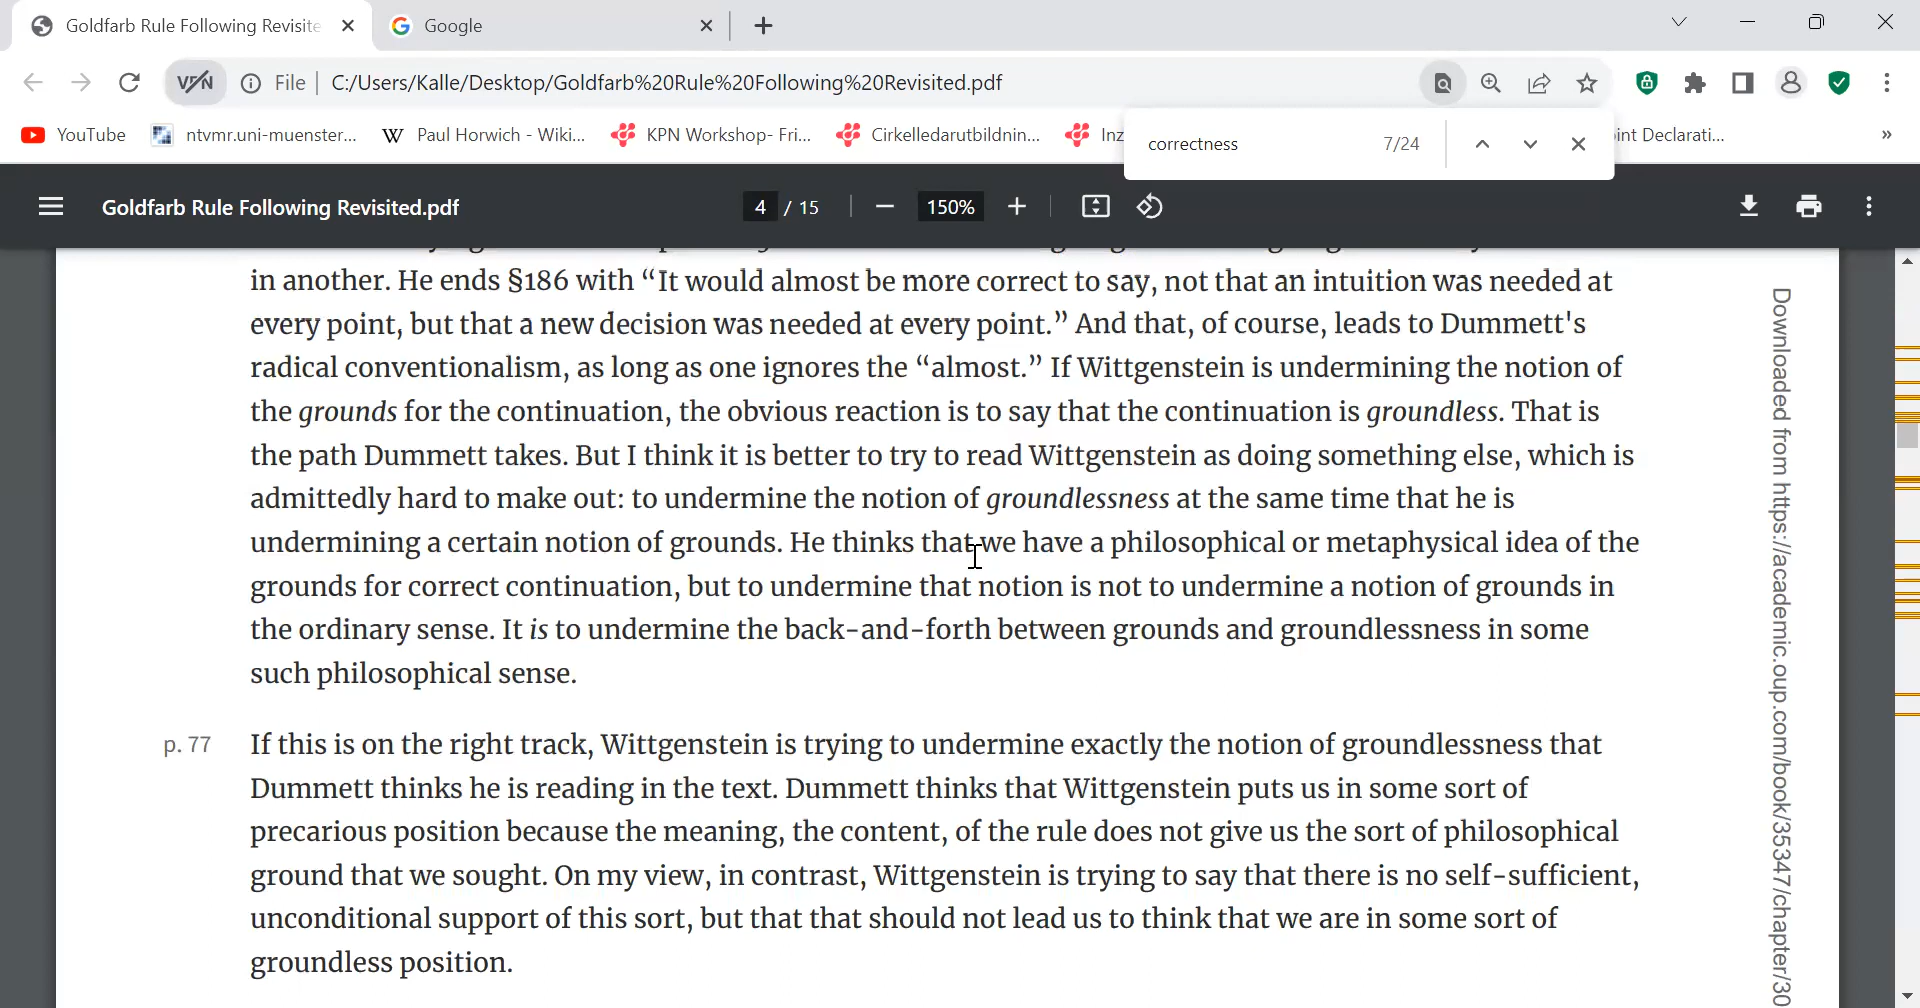 Goldfarb Rule Following Revisite
Google
VPN
File
C:/Users/Kalle/Desktop/Goldfarb%20Rule%20Following%20Revisited.pdf
YouTube
ntvmr.uni-muenster...
W Paul Horwich - Wiki...
KPN Workshop- Fri...
Cirkelledarutbildnin...
Inz
int Declarati...
»
correctness 7/24
Goldfarb Rule Following Revisited.pdf
4 / 15
150%
in another. He ends §186 with “It would almost be more correct to say, not that an intuition was needed at
every point, but that a new decision was needed at every point.” And that, of course, leads to Dummett's
radical conventionalism, as long as one ignores the “almost.” If Wittgenstein is undermining the notion of
the grounds for the continuation, the obvious reaction is to say that the continuation is groundless. That is
the path Dummett takes. But I think it is better to try to read Wittgenstein as doing something else, which is
admittedly hard to make out: to undermine the notion of groundlessness at the same time that he is
undermining a certain notion of grounds. He thinks that we have a philosophical or metaphysical idea of the
grounds for correct continuation, but to undermine that notion is not to undermine a notion of grounds in
the ordinary sense. It is to undermine the back-and-forth between grounds and groundlessness in some
such philosophical sense.
p. 77
If this is on the right track, Wittgenstein is trying to undermine exactly the notion of groundlessness that
Dummett thinks he is reading in the text. Dummett thinks that Wittgenstein puts us in some sort of
precarious position because the meaning, the content, of the rule does not give us the sort of philosophical
ground that we sought. On my view, in contrast, Wittgenstein is trying to say that there is no self-sufficient,
unconditional support of this sort, but that that should not lead us to think that we are in some sort of
groundless position.
Downloaded from https://academic.oup.com/book/35347/chapter/30